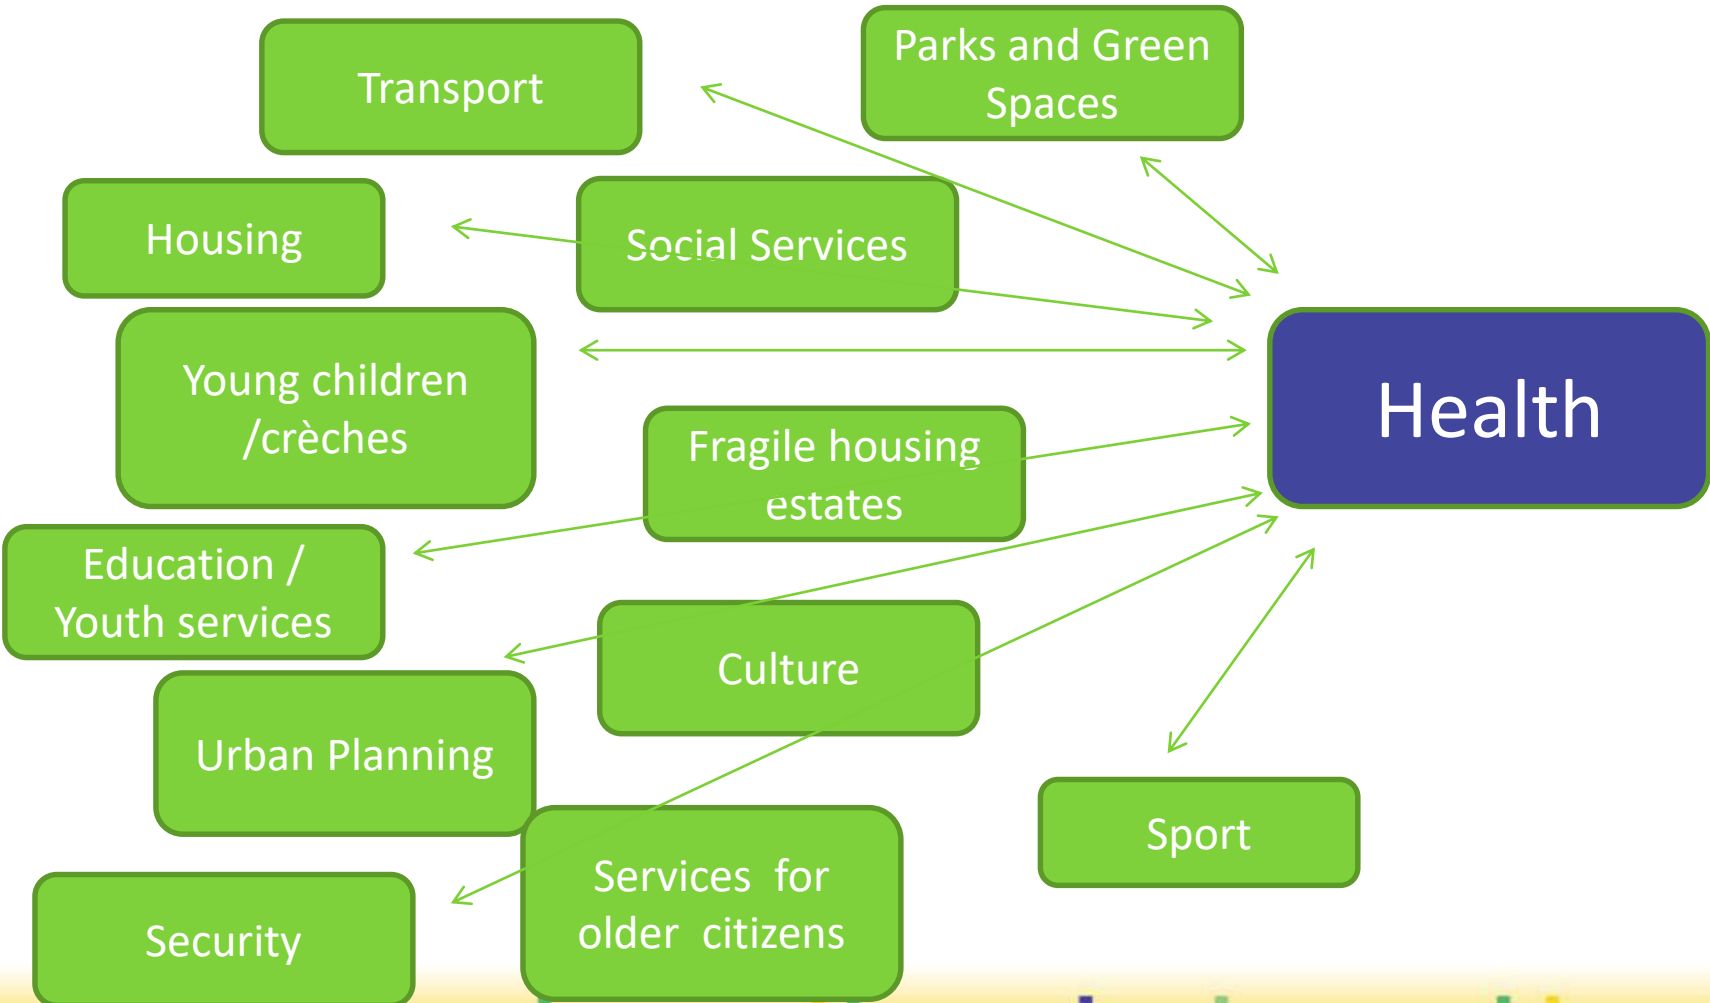 Transport
Parks and Green
Spaces
Housing
Social Services
Young children
/crèches
Health
Fragile housing
estates
Education /
Youth services
Culture
Urban Planning
Sport
Services for
older citizens
Security